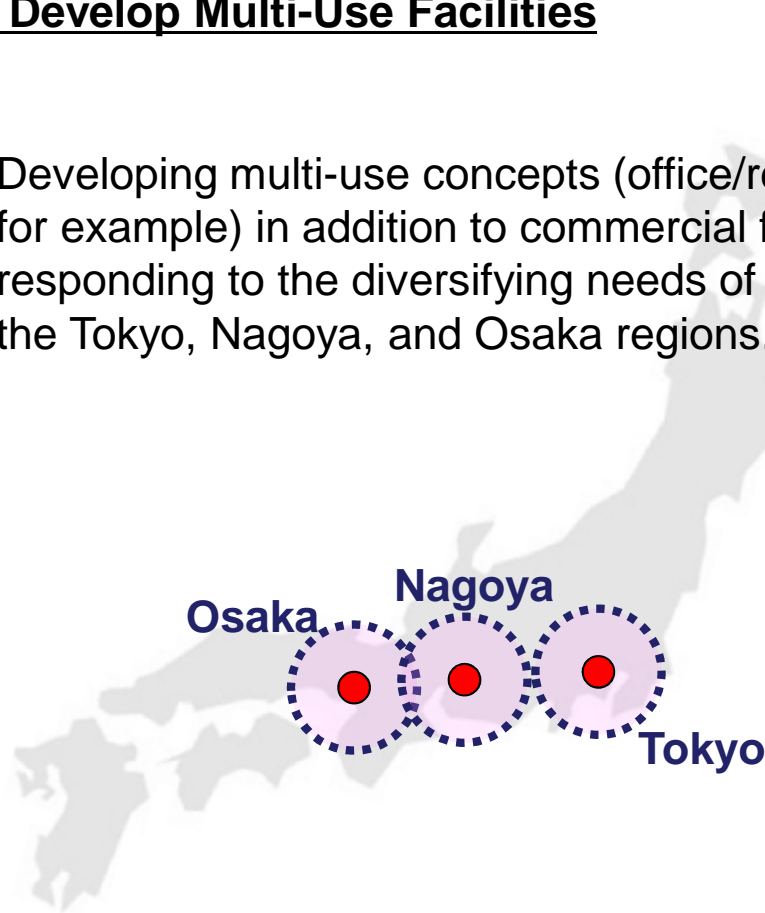 Develop Multi-Use Facilities
Developing multi-use concepts (office/re
for example) in addition to commercial f
responding to the diversifying needs of
the Tokyo, Nagoya, and Osaka regions.
Nagoya
Osaka
Tokyo